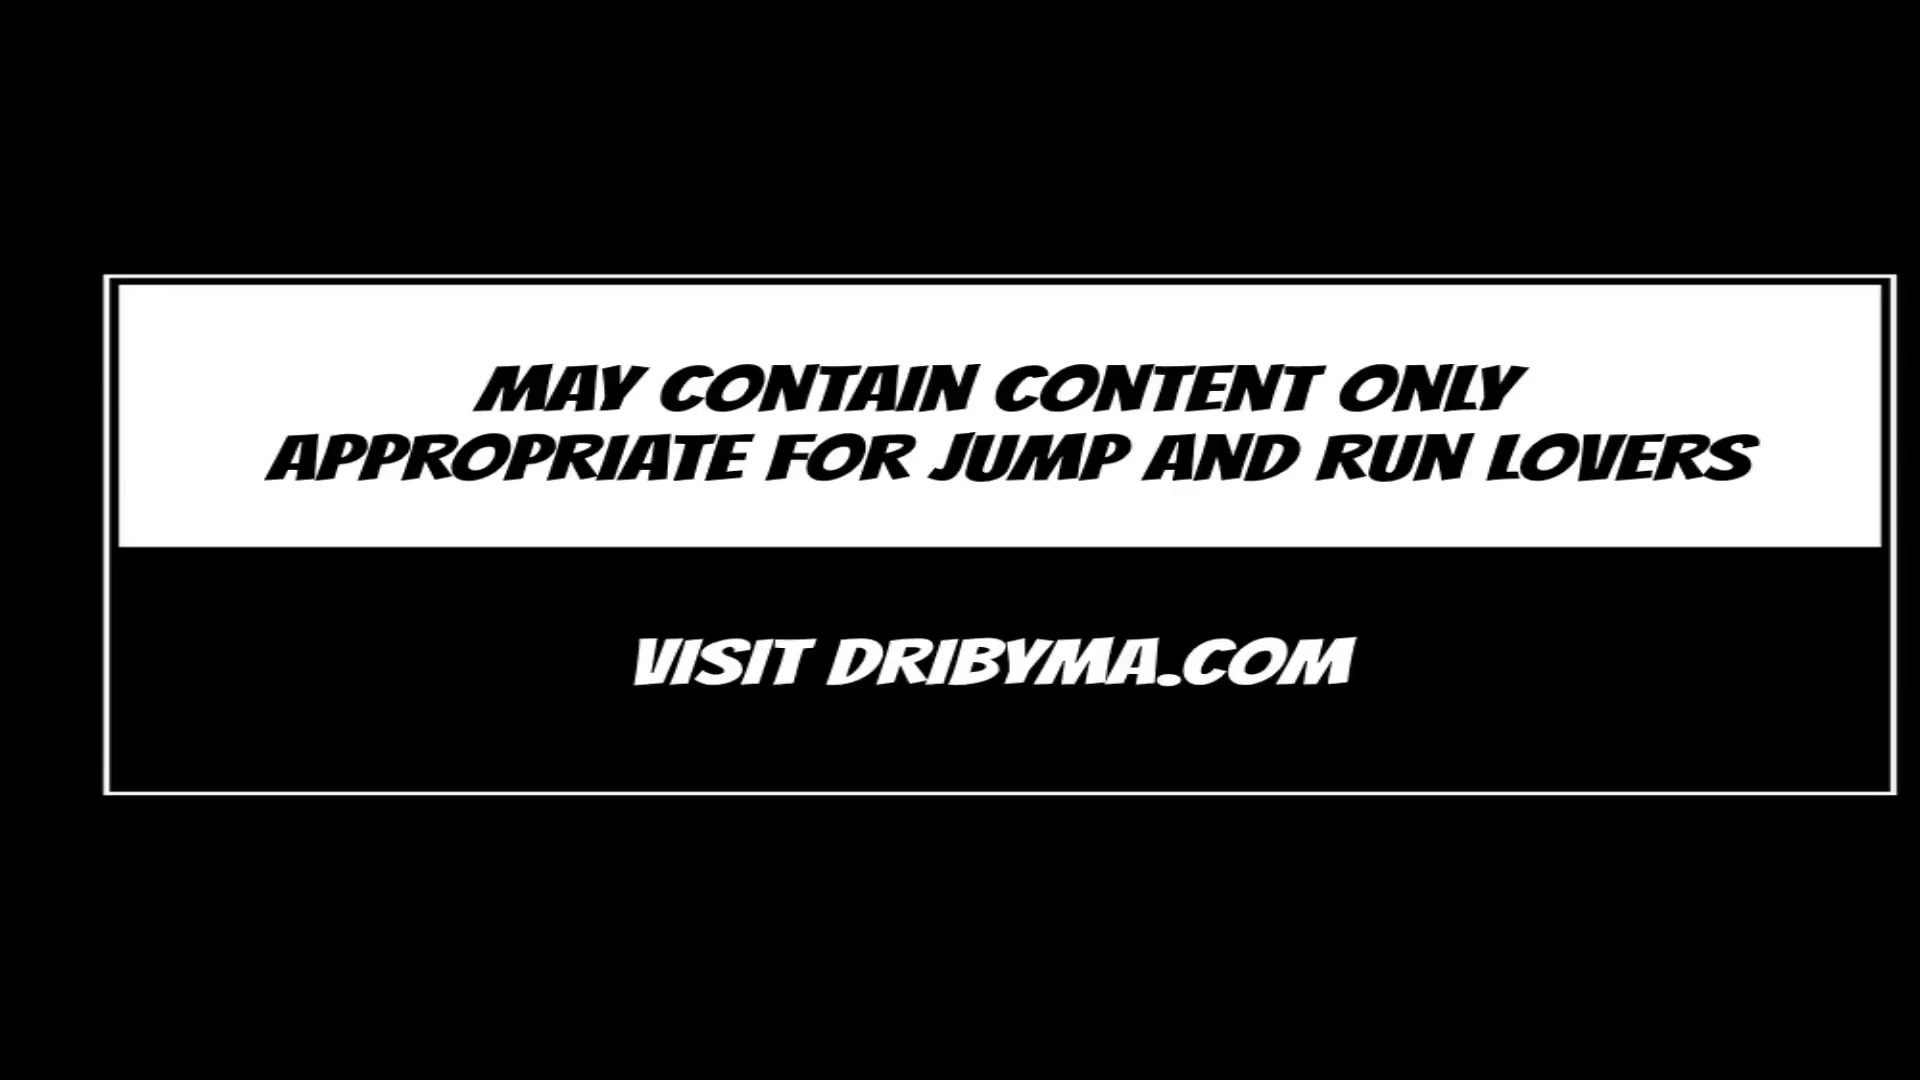 MAY CONTAIN CONTENT ONLY
APPROPRIATE FOR JUMP AND RUN LOVERS
VISIT DRIBYMA.COM